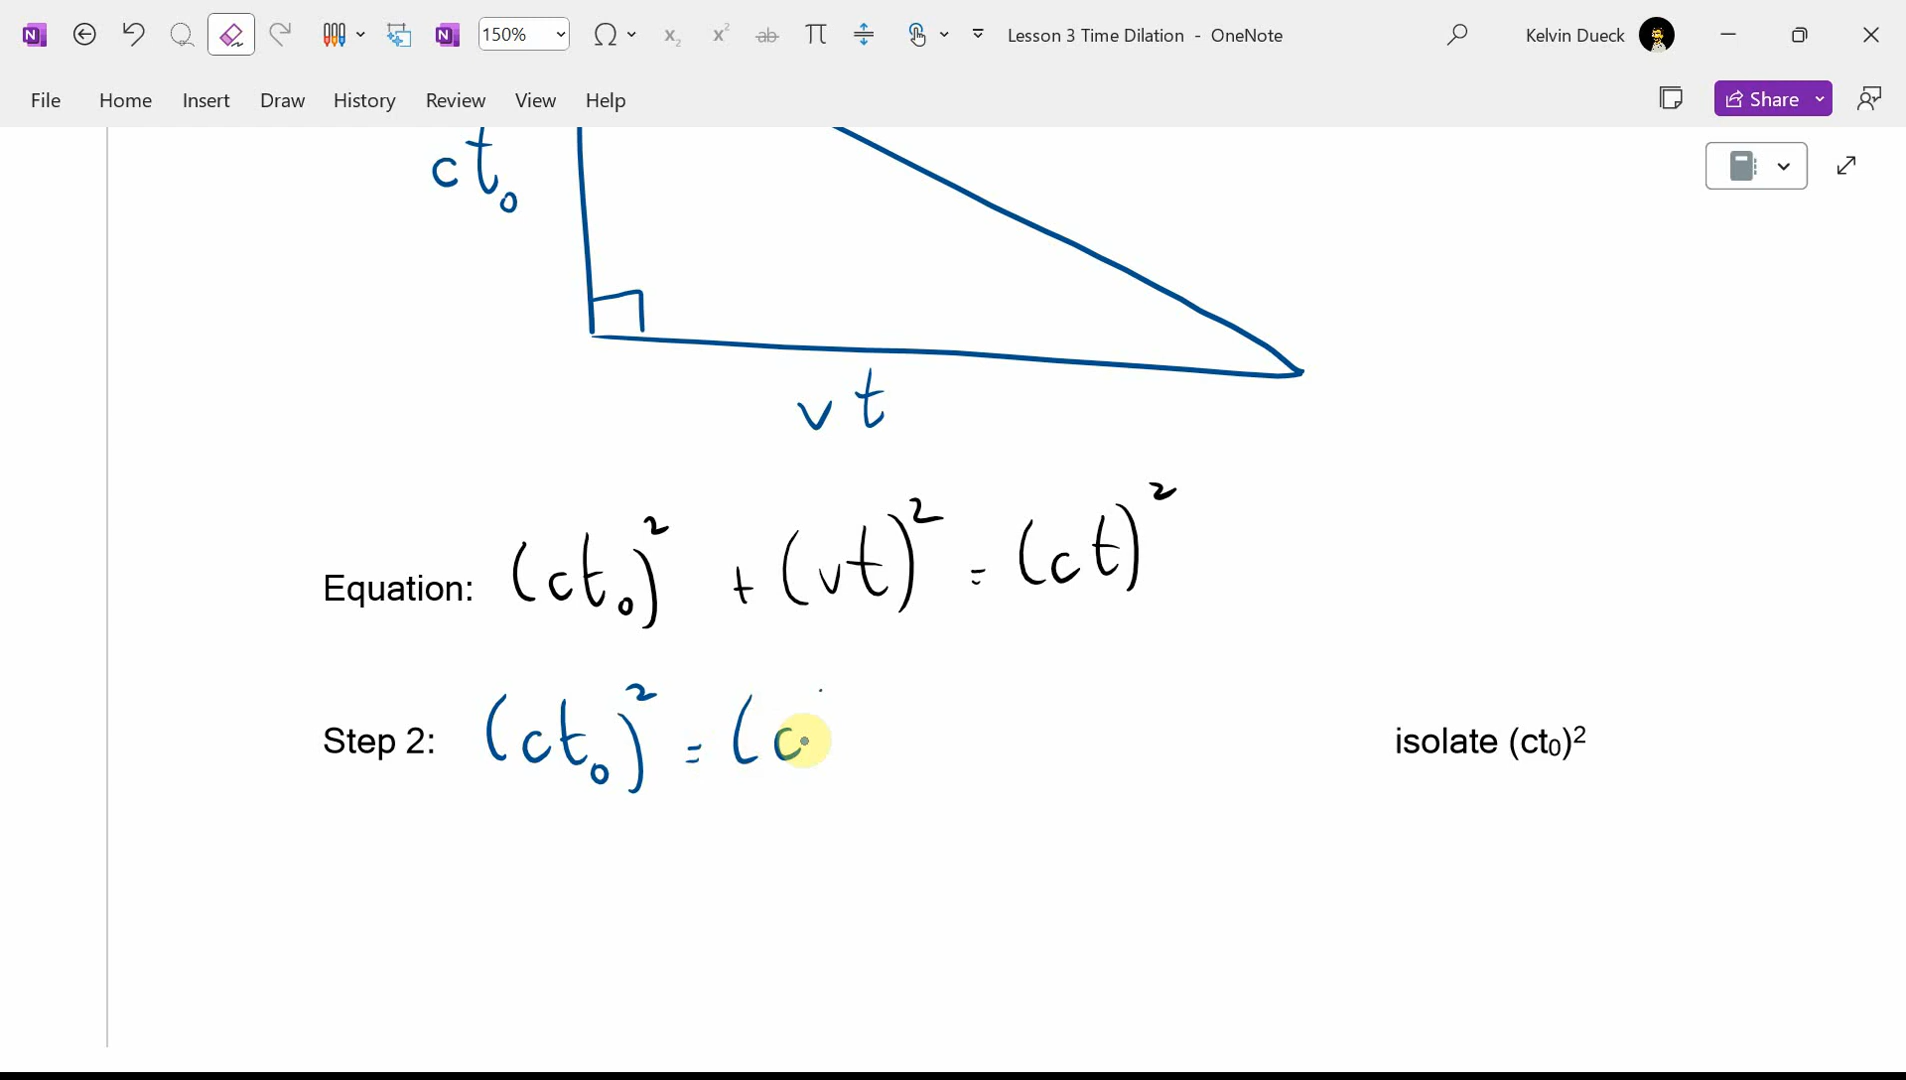 150%
Lesson 3 Time Dilation - OneNote
Kelvin Dueck
File Home Insert Draw History Review View Help
Share
ct₀
vt
Equation: (ct₀)² + (vt)² = (ct)²
Step 2: (ct₀)² = (c
isolate (ct₀)²